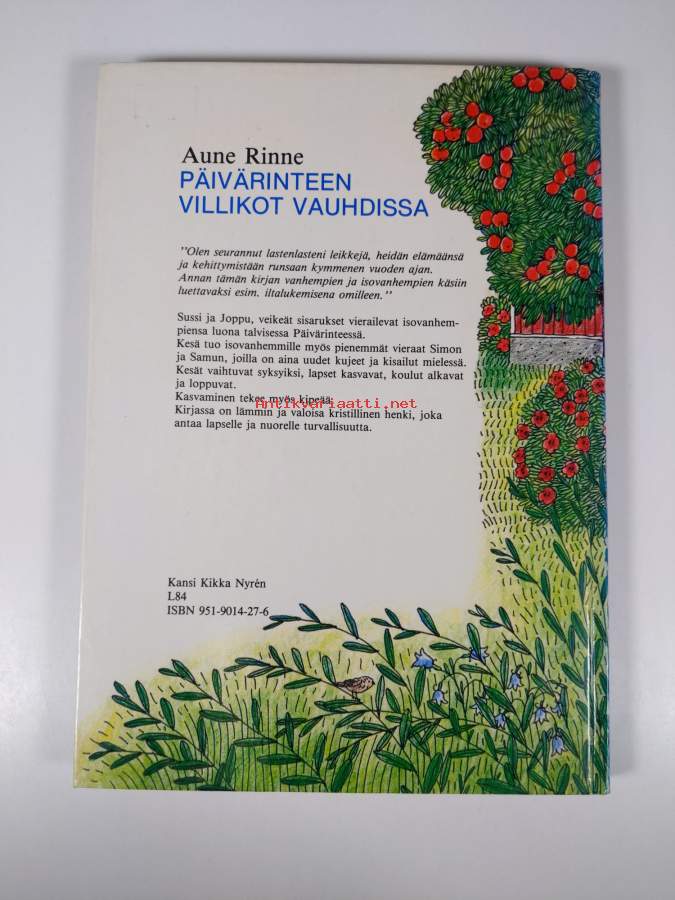 Aune Rinne
PÄIVÄRINTEEN
VILLIKOT VAUHDISSA
"Olen seurannut lastenlasteni leikkejä, heidän elämäänsä
ja kehittymistään runsaan kymmenen vuoden ajan.
Annan tämän kirjan vanhempien ja isovanhempien käsiin
luettavaksi esim. iltalukemisena omilleen."
Sussi ja Joppu, veikeät sisarukset vierailevat isovanhem-
piensa luona talvisessa Päivärinteessä.
Kesä tuo isovanhemmille myös pienemmät vieraat Simon
ja Samun, joilla on aina uudet kujeet ja kisailut mielessä.
Kesät vaihtuvat syksyiksi, lapset kasvavat, koulut alkavat
ja loppuvat.
Kasvaminen tekee myös kipeää.
Antikvariaatti.net
Kirjassa on lämmin ja valoisa kristillinen henki, joka
antaa lapselle ja nuorelle turvallisuutta.
Kansi Kikka Nyrén
L84
ISBN 951-9014-27-6